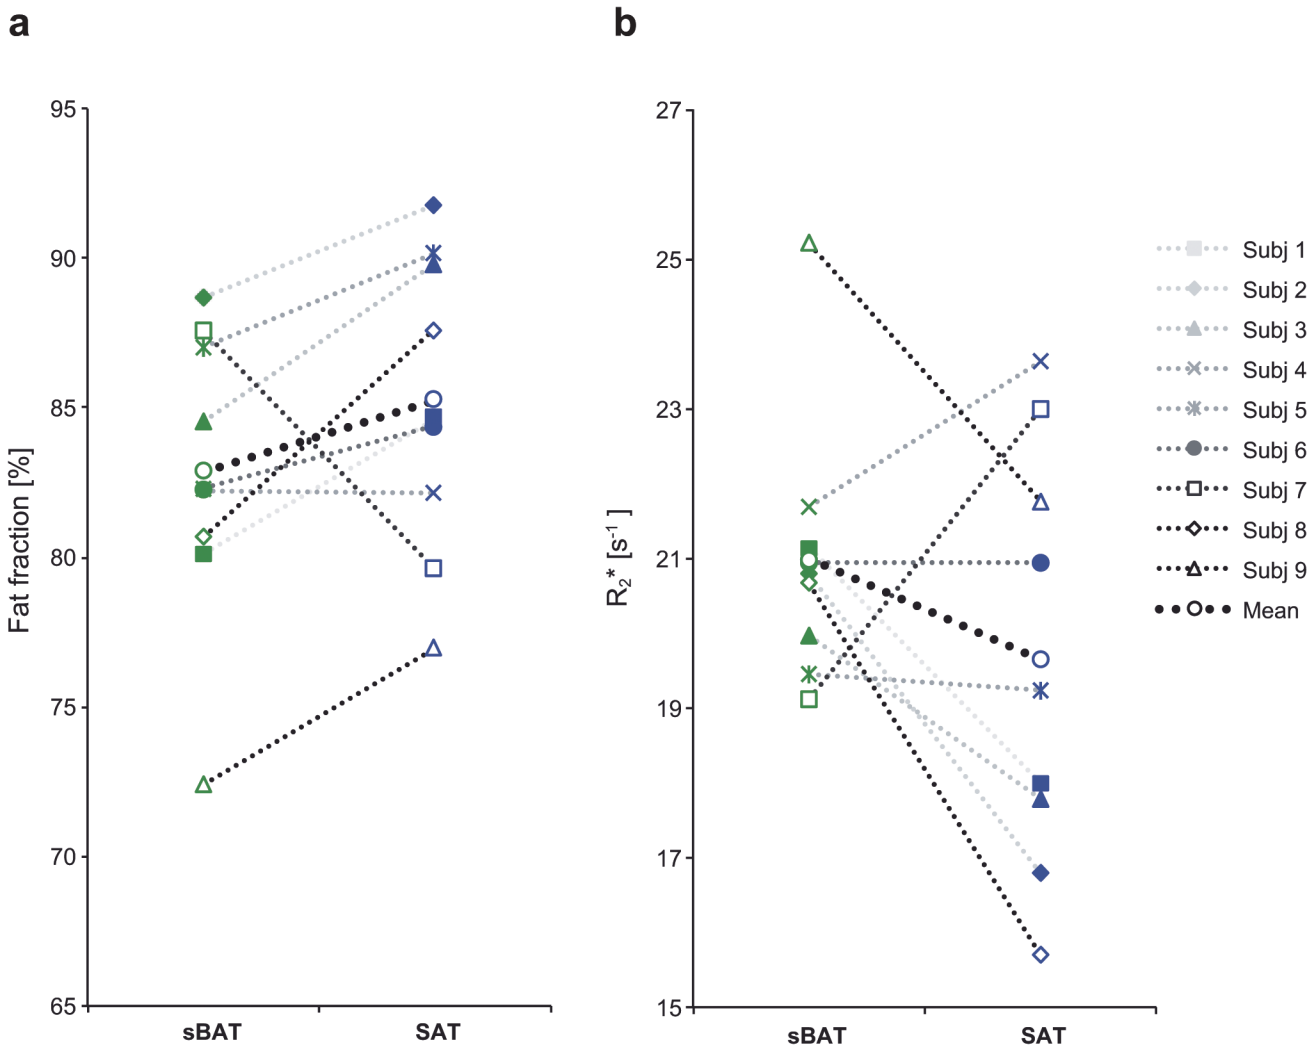 a
95
90
85
80
75
70
65
Fat fraction [%]
sBAT
SAT
b
27
25
23
21
19
17
15
R2* [s-1 ]
sBAT
SAT
Subj 1
Subj 2
Subj 3
Subj 4
Subj 5
Subj 6
Subj 7
Subj 8
Subj 9
Mean